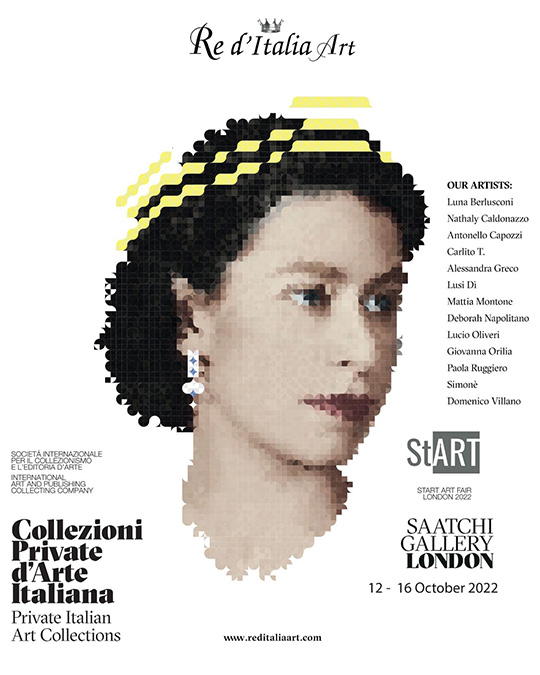 Re d'Italia Art
OUR ARTISTS:
Luna Berlusconi
Nathaly Caldonazzo
Antonello Capozzi
Carlito T.
Alessandra Greco
Lusi Di
Mattia Montone
Deborah Napolitano
Lucio Oliveri
Giovanna Orilia
Paola Ruggiero
Simonè
Domenico Villano
StART
START ART FAIR
LONDON 2022
SAATCHI
GALLERY
LONDON
12 - 16 October 2022
SOCIETÁ INTERNAZIONALE
PER IL COLLEZIONISMO
E L'EDITORIA D'ARTE
INTERNATIONAL
ART AND PUBLISHING
COLLECTING COMPANY
Collezioni
Private
d'Arte
Italiana
Private Italian
Art Collections
www.reditaliaart.com